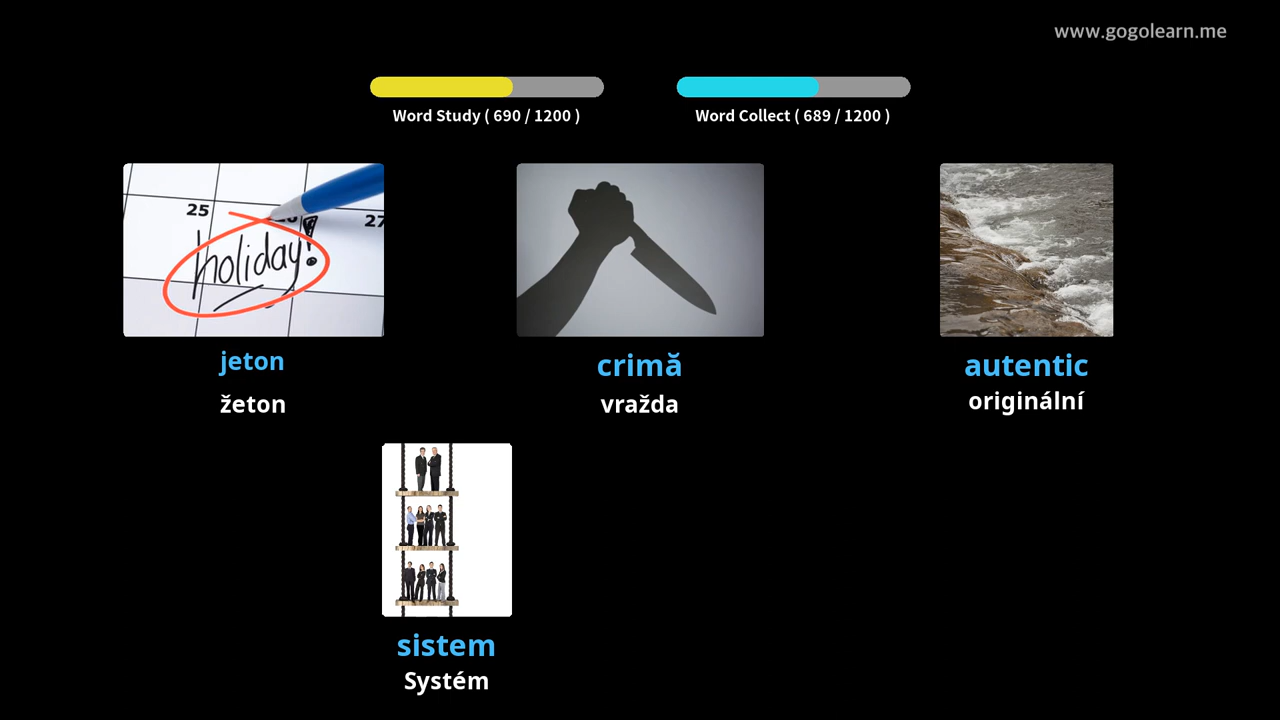 www.gogolearn.me
Word Study ( 690 / 1200 )
Word Collect ( 689 / 1200 )
25
27
holiday!
jeton
žeton
crimă
vražda
autentic
originální
sistem
Systém